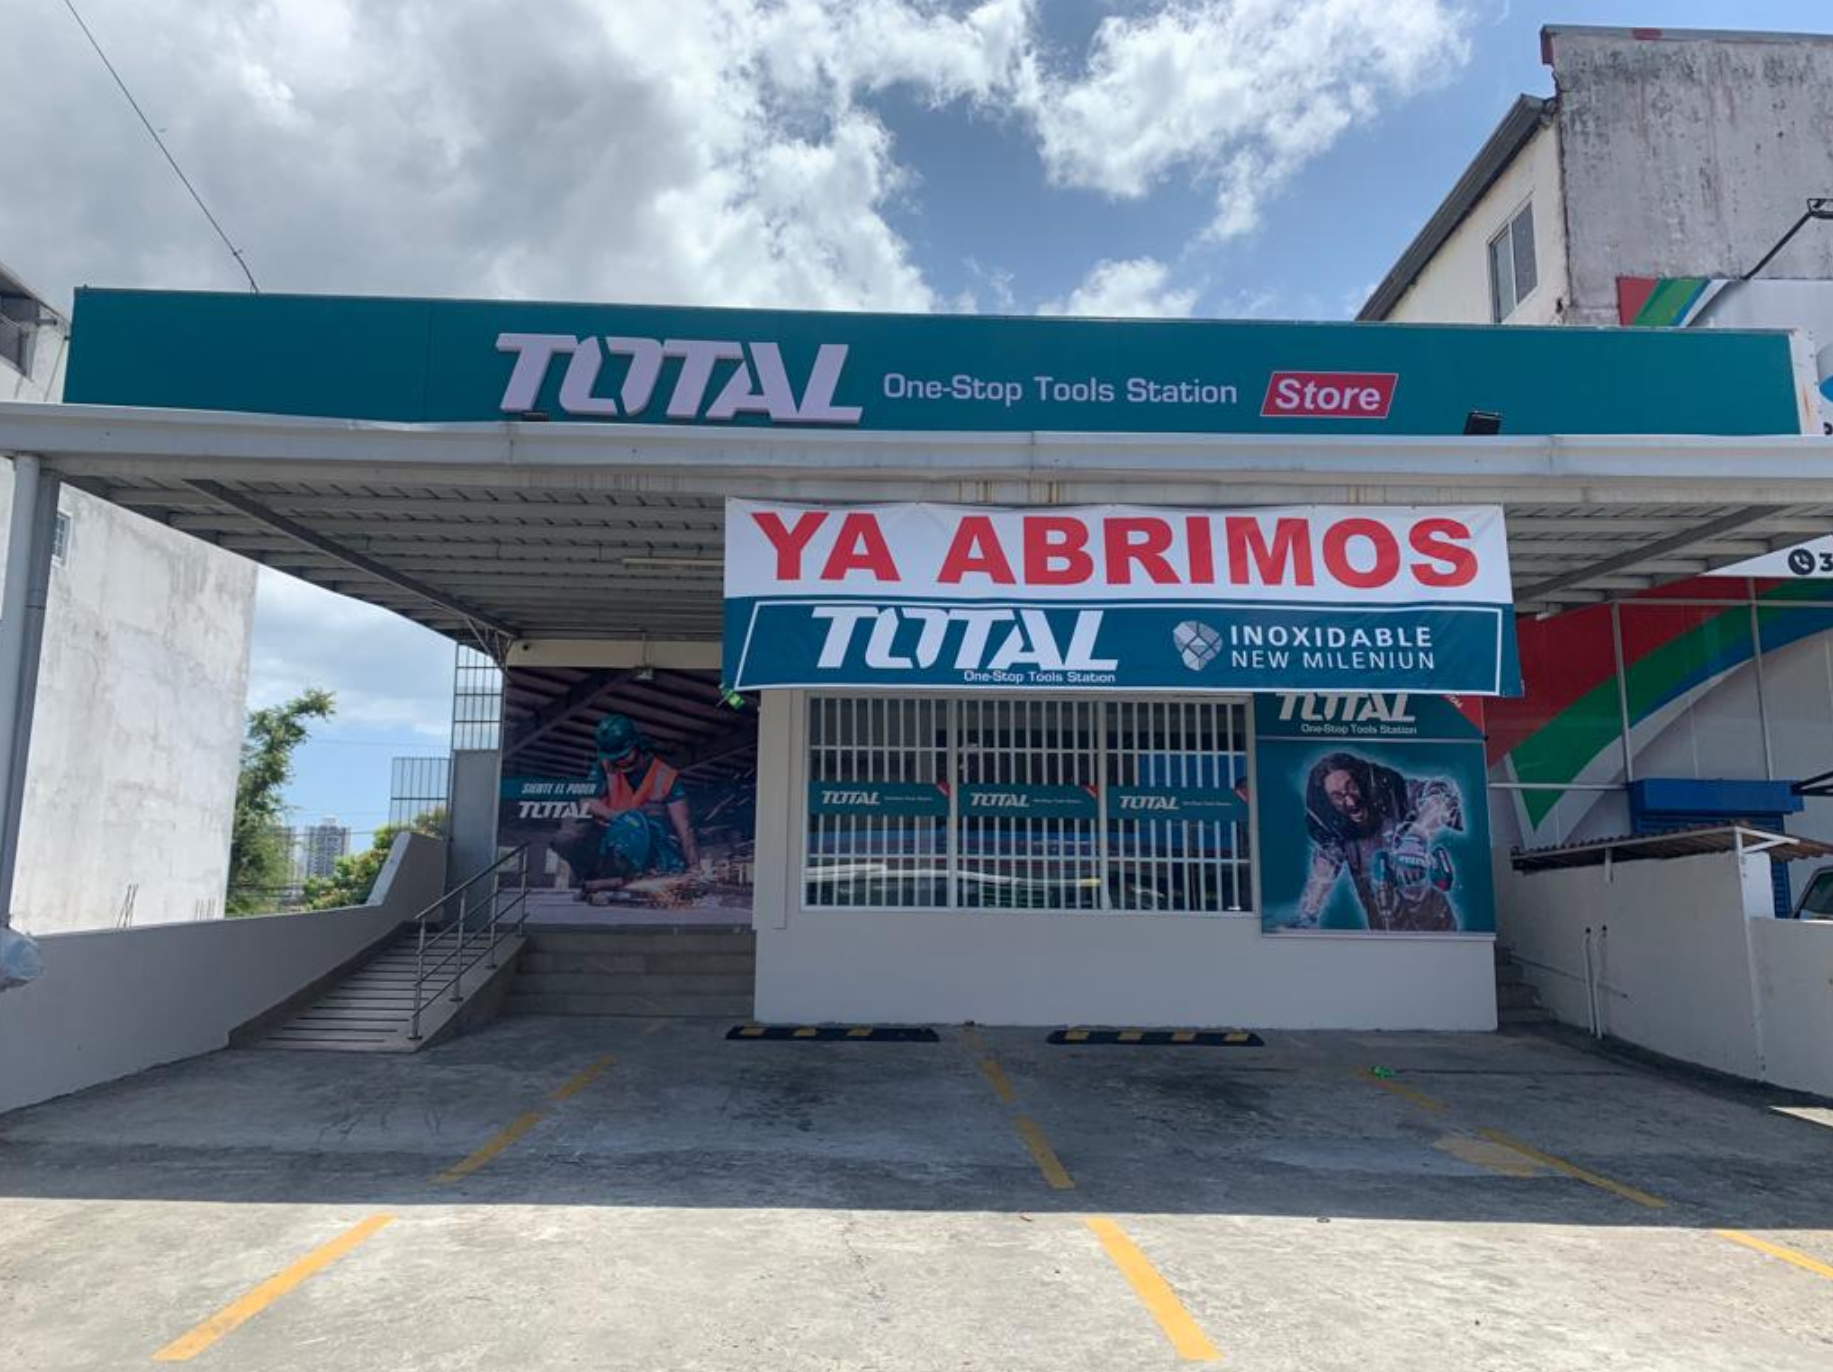 TOTAL One-Stop Tools Station Store
YA ABRIMOS
TOTAL
One-Stop Tools Station
INOXIDABLE
NEW MILENIUN
TOTAL
One-Stop Tools Station
SIENTE EL PODER
TOTAL
TOTAL
TOTAL
TOTAL
3